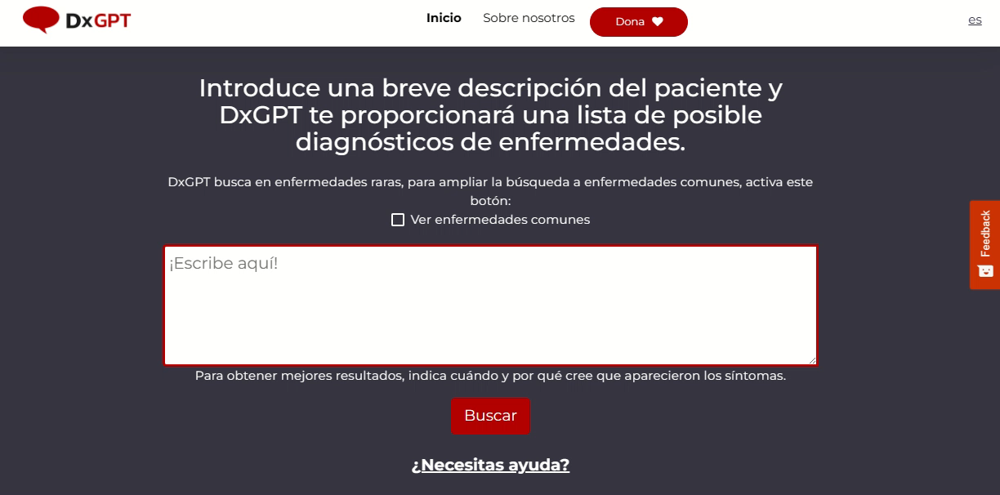 DxGPT
Inicio Sobre nosotros Dona es
Introduce una breve descripción del paciente y
DxGPT te proporcionará una lista de posible
diagnósticos de enfermedades.
DxGPT busca en enfermedades raras, para ampliar la búsqueda a enfermedades comunes, activa este
botón:
Ver enfermedades comunes
Feedback
¡Escribe aquí!
Para obtener mejores resultados, indica cuándo y por qué cree que aparecieron los síntomas.
Buscar
¿Necesitas ayuda?